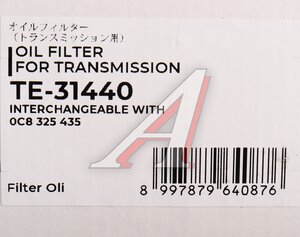 オイルフィルター
（トランスミッション用）
OIL FILTER
FOR TRANSMISSION
TE-31440
INTERCHANGEABLE WITH
0C8 325 435
Filter Oli
8 997879 640876